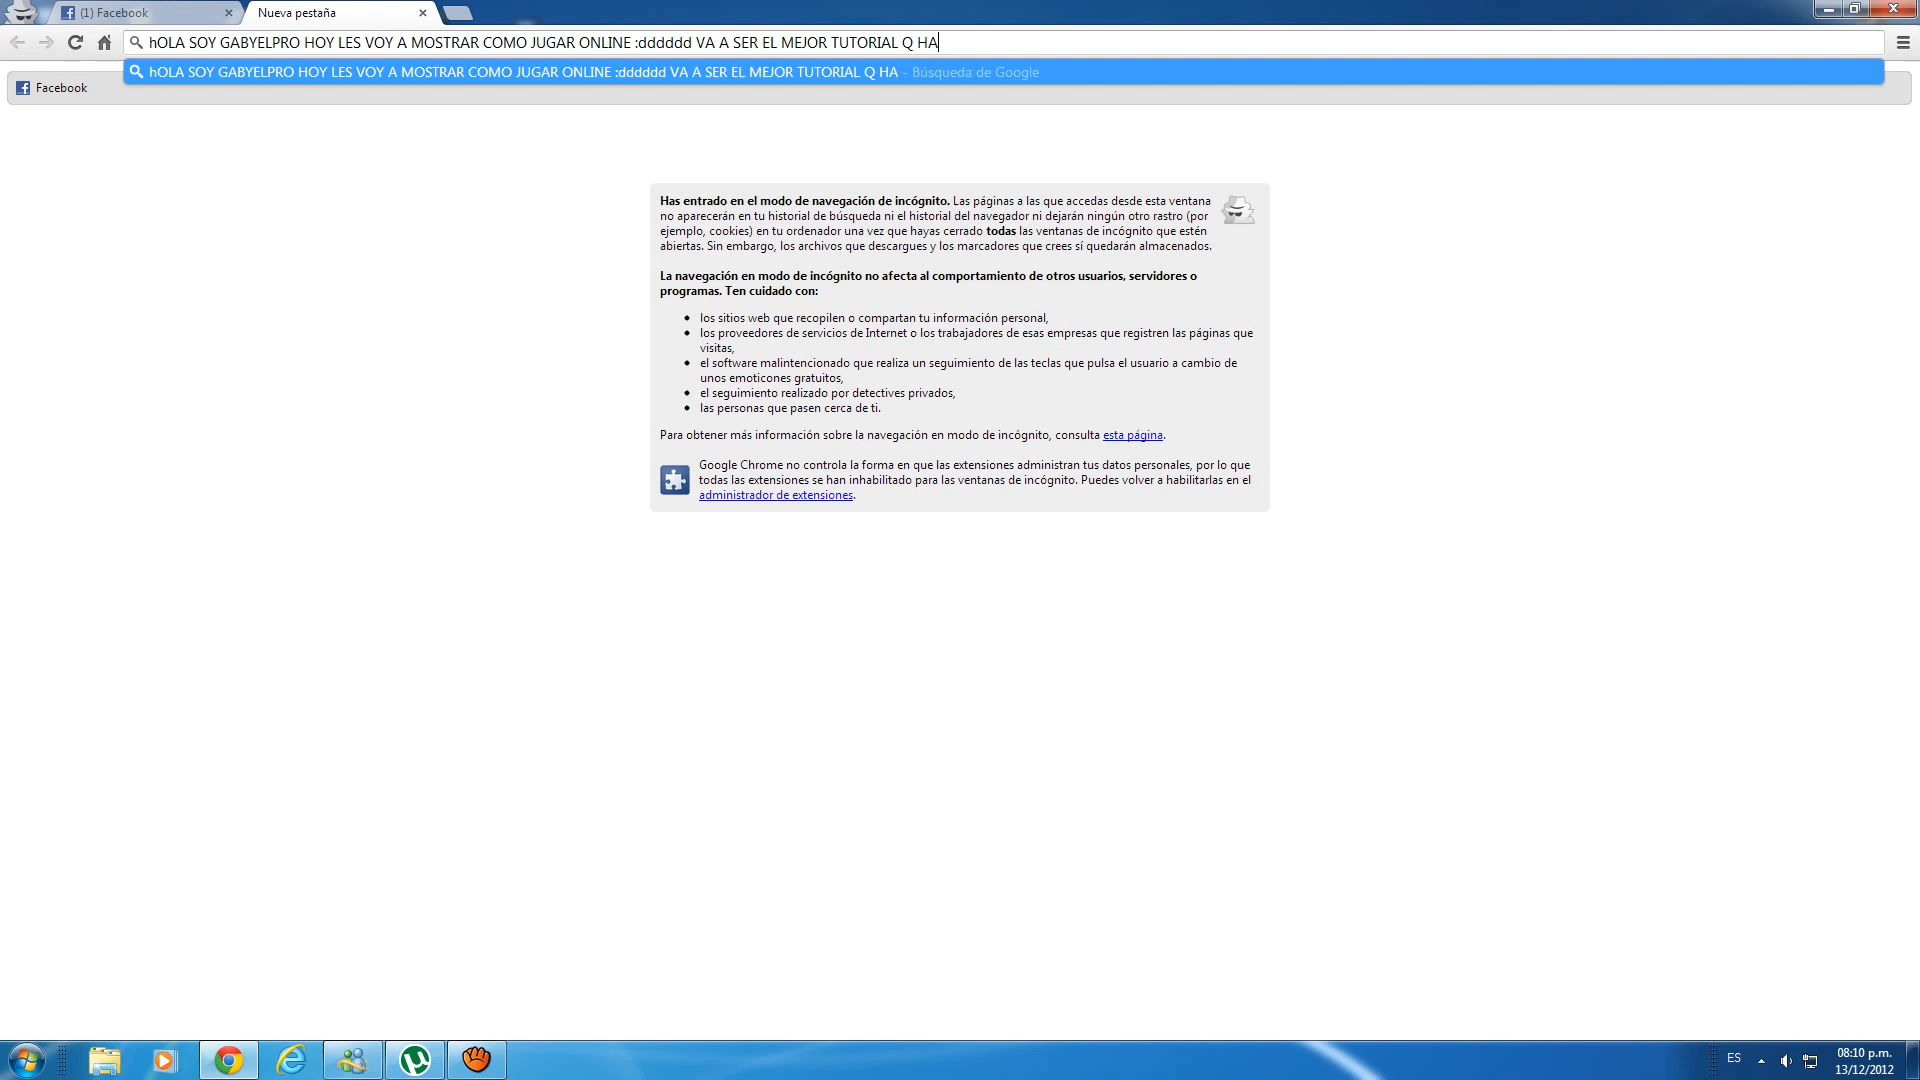 (1) Facebook
Nueva pestaña
hOLA SOY GABYELPRO HOY LES VOY A MOSTRAR COMO JUGAR ONLINE :dddddd VA A SER EL MEJOR TUTORIAL Q HA
hOLA SOY GABYELPRO HOY LES VOY A MOSTRAR COMO JUGAR ONLINE :dddddd VA A SER EL MEJOR TUTORIAL Q HA - Búsqueda de Google
Facebook
Has entrado en el modo de navegación de incógnito. Las páginas a las que accedas desde esta ventana
no aparecerán en tu historial de búsqueda ni el historial del navegador ni dejarán ningún otro rastro (por
ejemplo, cookies) en tu ordenador una vez que hayas cerrado todas las ventanas de incógnito que estén
abiertas. Sin embargo, los archivos que descargues y los marcadores que crees sí quedarán almacenados.
La navegación en modo de incógnito no afecta al comportamiento de otros usuarios, servidores o
programas. Ten cuidado con:
los sitios web que recopilen o compartan tu información personal,
los proveedores de servicios de Internet o los trabajadores de esas empresas que registren las páginas que
visitas,
el software malintencionado que realiza un seguimiento de las teclas que pulsa el usuario a cambio de
unos emoticones gratuitos,
el seguimiento realizado por detectives privados,
las personas que pasen cerca de ti.
Para obtener más información sobre la navegación en modo de incógnito, consulta esta página.
Google Chrome no controla la forma en que las extensiones administran tus datos personales, por lo que
todas las extensiones se han inhabilitado para las ventanas de incógnito. Puedes volver a habilitarlas en el
administrador de extensiones.
ES
08:10 p.m.
13/12/2012